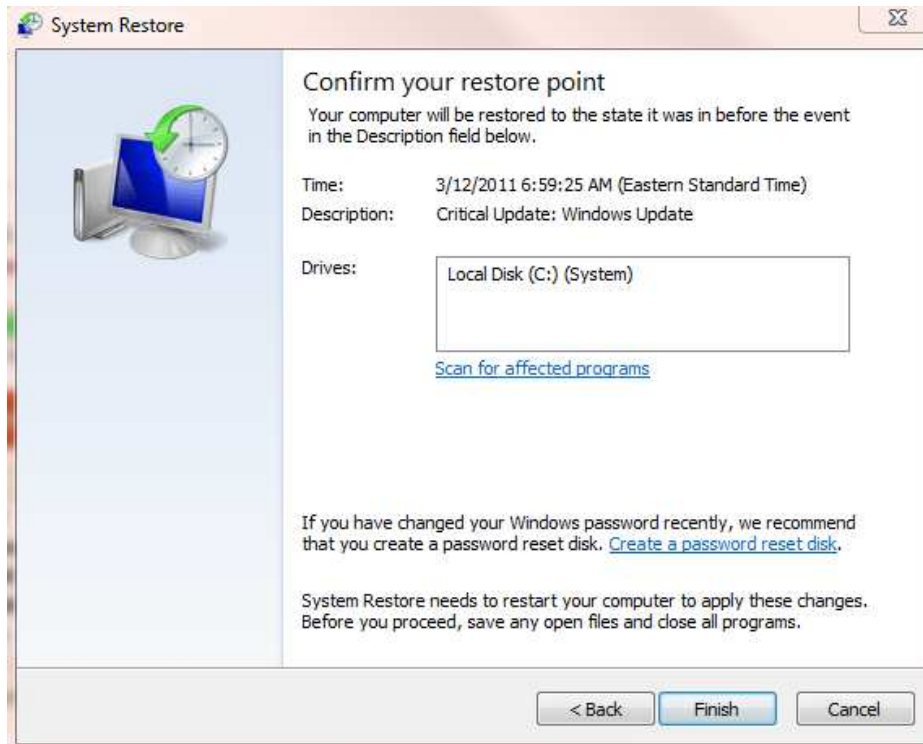 System Restore
Confirm your restore point
Your computer will be restored to the state it was in before the event
in the Description field below.
Time: 3/12/2011 6:59:25 AM (Eastern Standard Time)
Description: Critical Update: Windows Update
Drives: Local Disk (C:) (System)
Scan for affected programs
If you have changed your Windows password recently, we recommend
that you create a password reset disk. Create a password reset disk.
System Restore needs to restart your computer to apply these changes.
Before you proceed, save any open files and close all programs.
< Back Finish Cancel